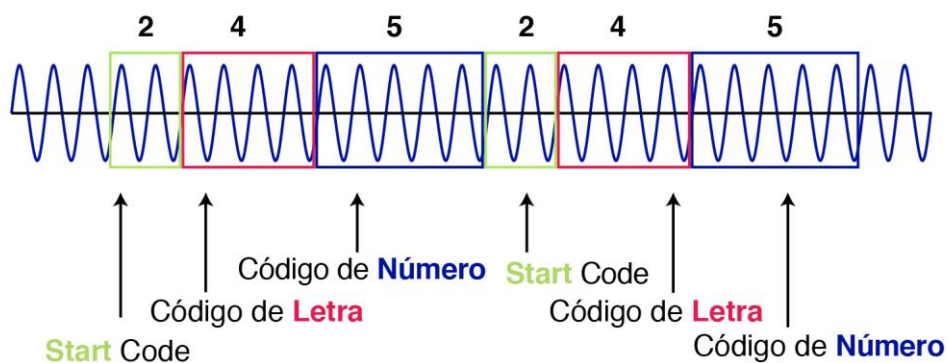 2 4 5 2 4 5
Código de Número Start Code
Código de Letra Código de Letra
Start Code Código de Número